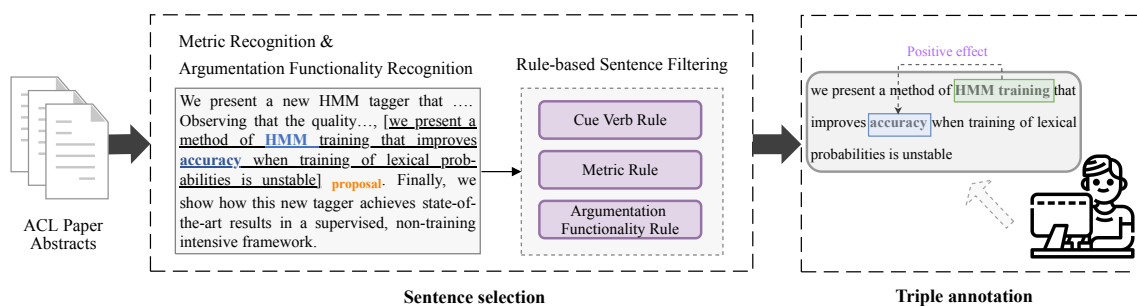 ACL Paper
Abstracts
Metric Recognition &
Argumentation Functionality Recognition
We present a new HMM tagger that ….
Observing that the quality…, [we present a
method of HMM training that improves
accuracy when training of lexical prob-
abilities is unstable] proposal. Finally, we
show how this new tagger achieves state-of-
the-art results in a supervised, non-training
intensive framework.
Rule-based Sentence Filtering
Cue Verb Rule
Metric Rule
Argumentation
Functionality Rule
Sentence selection
Positive effect
we present a method of HMM training that
improves accuracy when training of lexical
probabilities is unstable
Triple annotation